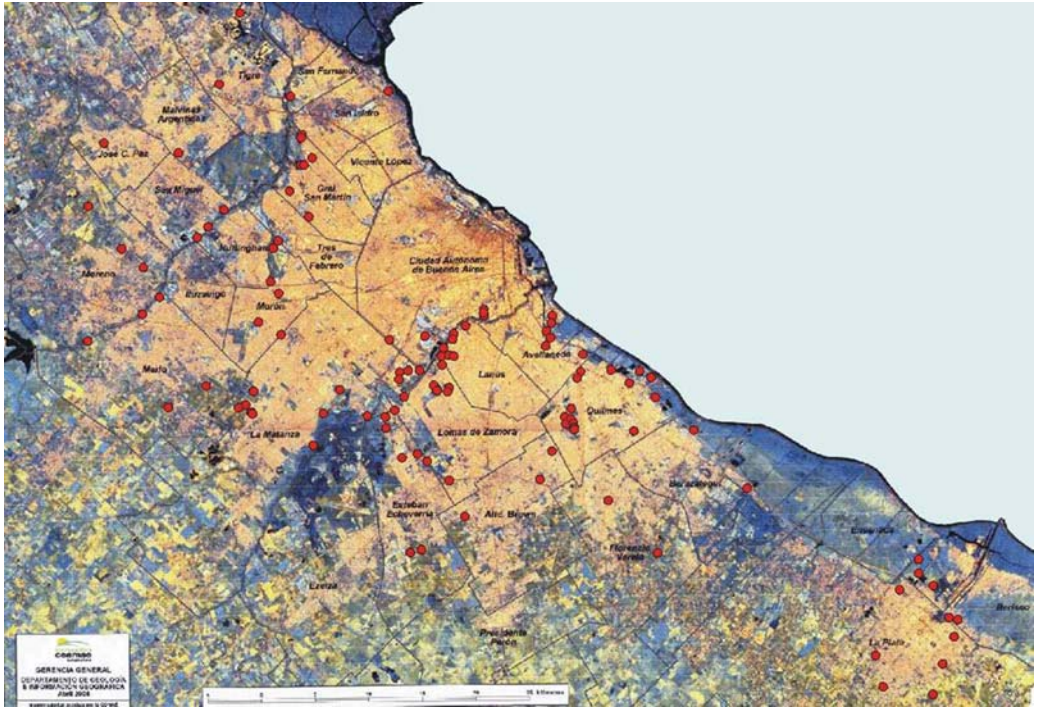 Tigre
San Fernando
San Isidro
Malvinas
Argentinas
José C. Paz
Vicente López
San Miguel
Gral.
San Martín
Hurlingham
Tres
de
Febrero
Ciudad Autónoma
de Buenos Aires
Moreno
Ituzaingó
Morón
Avellaneda
Merlo
Lanús
Quilmes
La Matanza
Lomas de Zamora
Berazategui
Esteban
Echeverría
Almt. Brown
Ensenada
Florencio
Varela
Ezeiza
Berisso
Presidente
Perón
La Plata
ceamse
GERENCIA GENERAL
DEPARTAMENTO DE GEOLOGÍA
E INFORMACIÓN GEOGRÁFICA